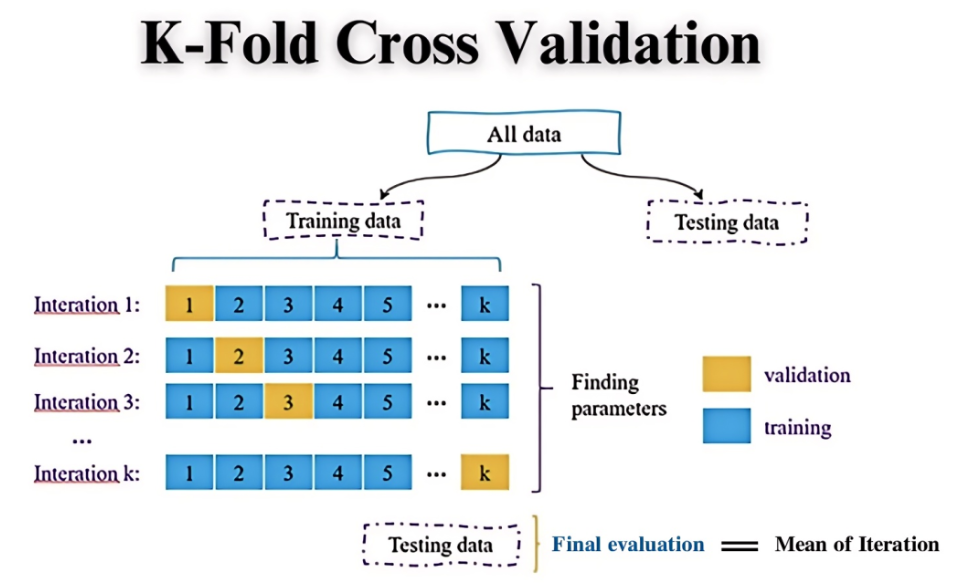 K-Fold Cross Validation
All data
Training data
Testing data
Interation 1: 1 2 3 4 5 ... k
Interation 2: 1 2 3 4 5 ... k
Interation 3: 1 2 3 4 5 ... k
...
Interation k: 1 2 3 4 5 ... k
Finding
parameters
validation
training
Testing data Final evaluation = Mean of Iteration